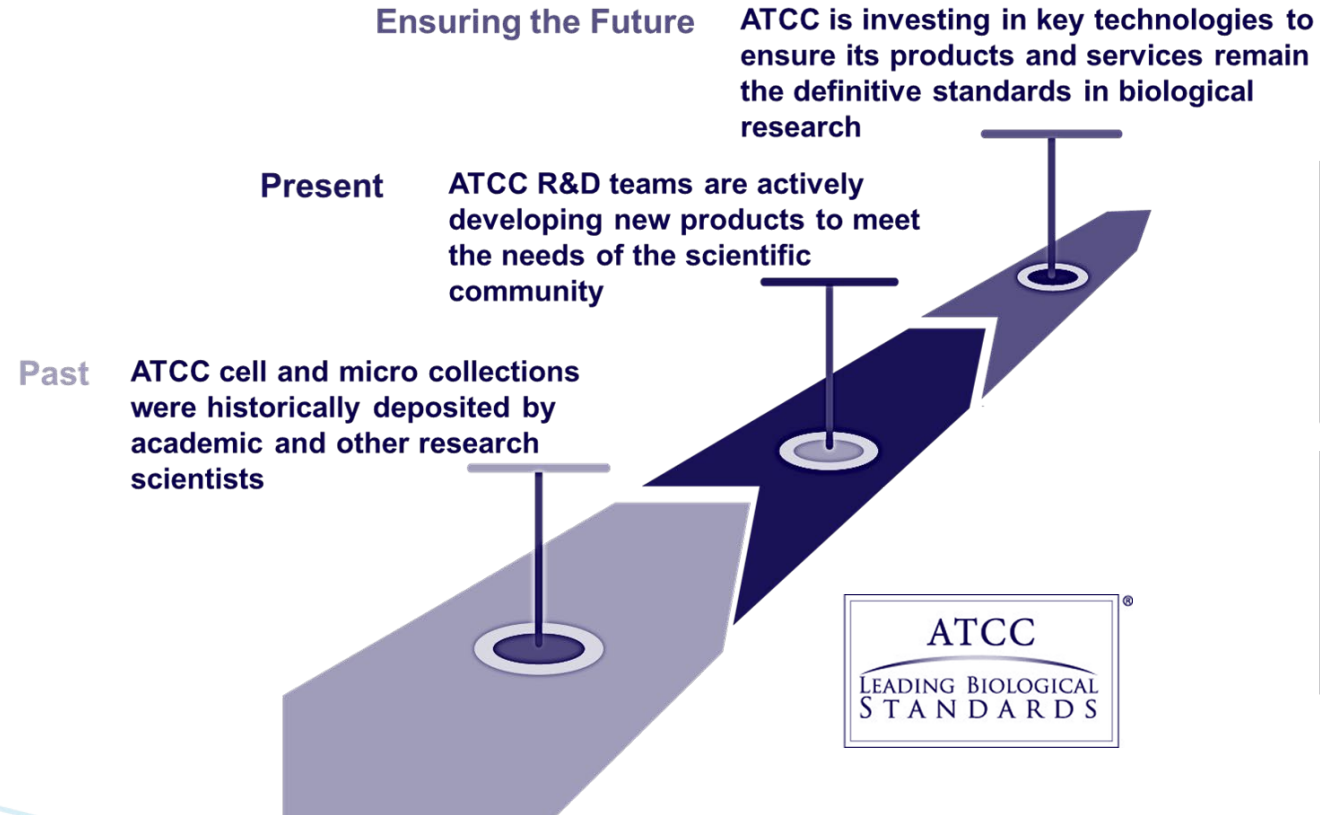 Ensuring the Future
ATCC is investing in key technologies to
ensure its products and services remain
the definitive standards in biological
research
Present
ATCC R&D teams are actively
developing new products to meet
the needs of the scientific
community
Past
ATCC cell and micro collections
were historically deposited by
academic and other research
scientists
ATCC
LEADING BIOLOGICAL
STANDARDS
®